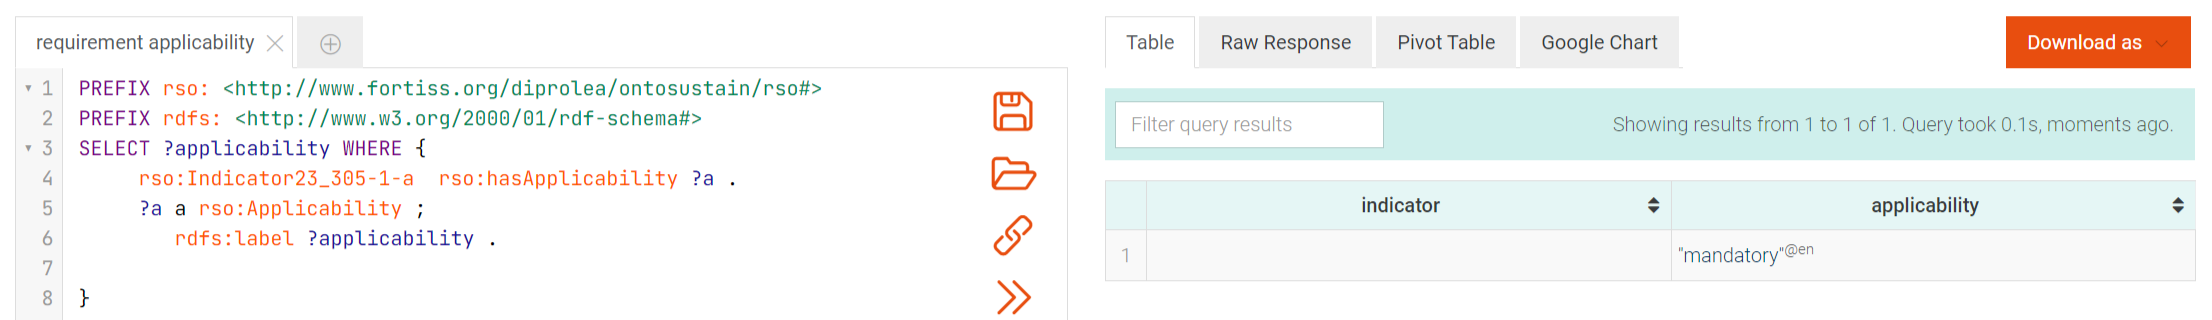 requirement applicability
1 PREFIX rso: <http://www.fortiss.org/diprolea/ontosustain/rso#>
2 PREFIX rdfs: <http://www.w3.org/2000/01/rdf-schema#>
3 SELECT ?applicability WHERE {
4 rso:Indicator23_305-1-a rso:hasApplicability ?a .
5 ?a a rso:Applicability ;
6 rdfs:label ?applicability .
7
8 }
Table Raw Response Pivot Table Google Chart Download as
Filter query results Showing results from 1 to 1 of 1. Query took 0.1s, moments ago.
indicator applicability
1 "mandatory"@en